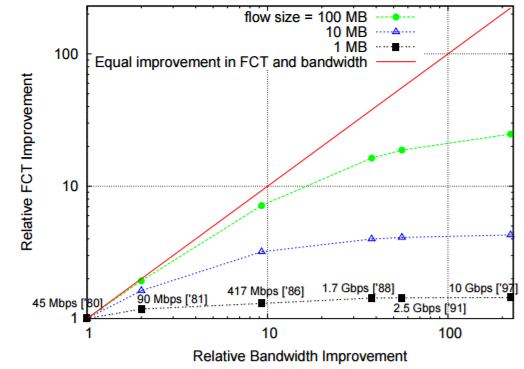 flow size = 100 MB
10 MB
1 MB
Equal improvement in FCT and bandwidth
100
10
1
Relative FCT Improvement
45 Mbps ['80]
90 Mbps ['81]
417 Mbps ['86]
1.7 Gbps ['88]
2.5 Gbps ['91]
10 Gbps ['97]
1
10
100
Relative Bandwidth Improvement